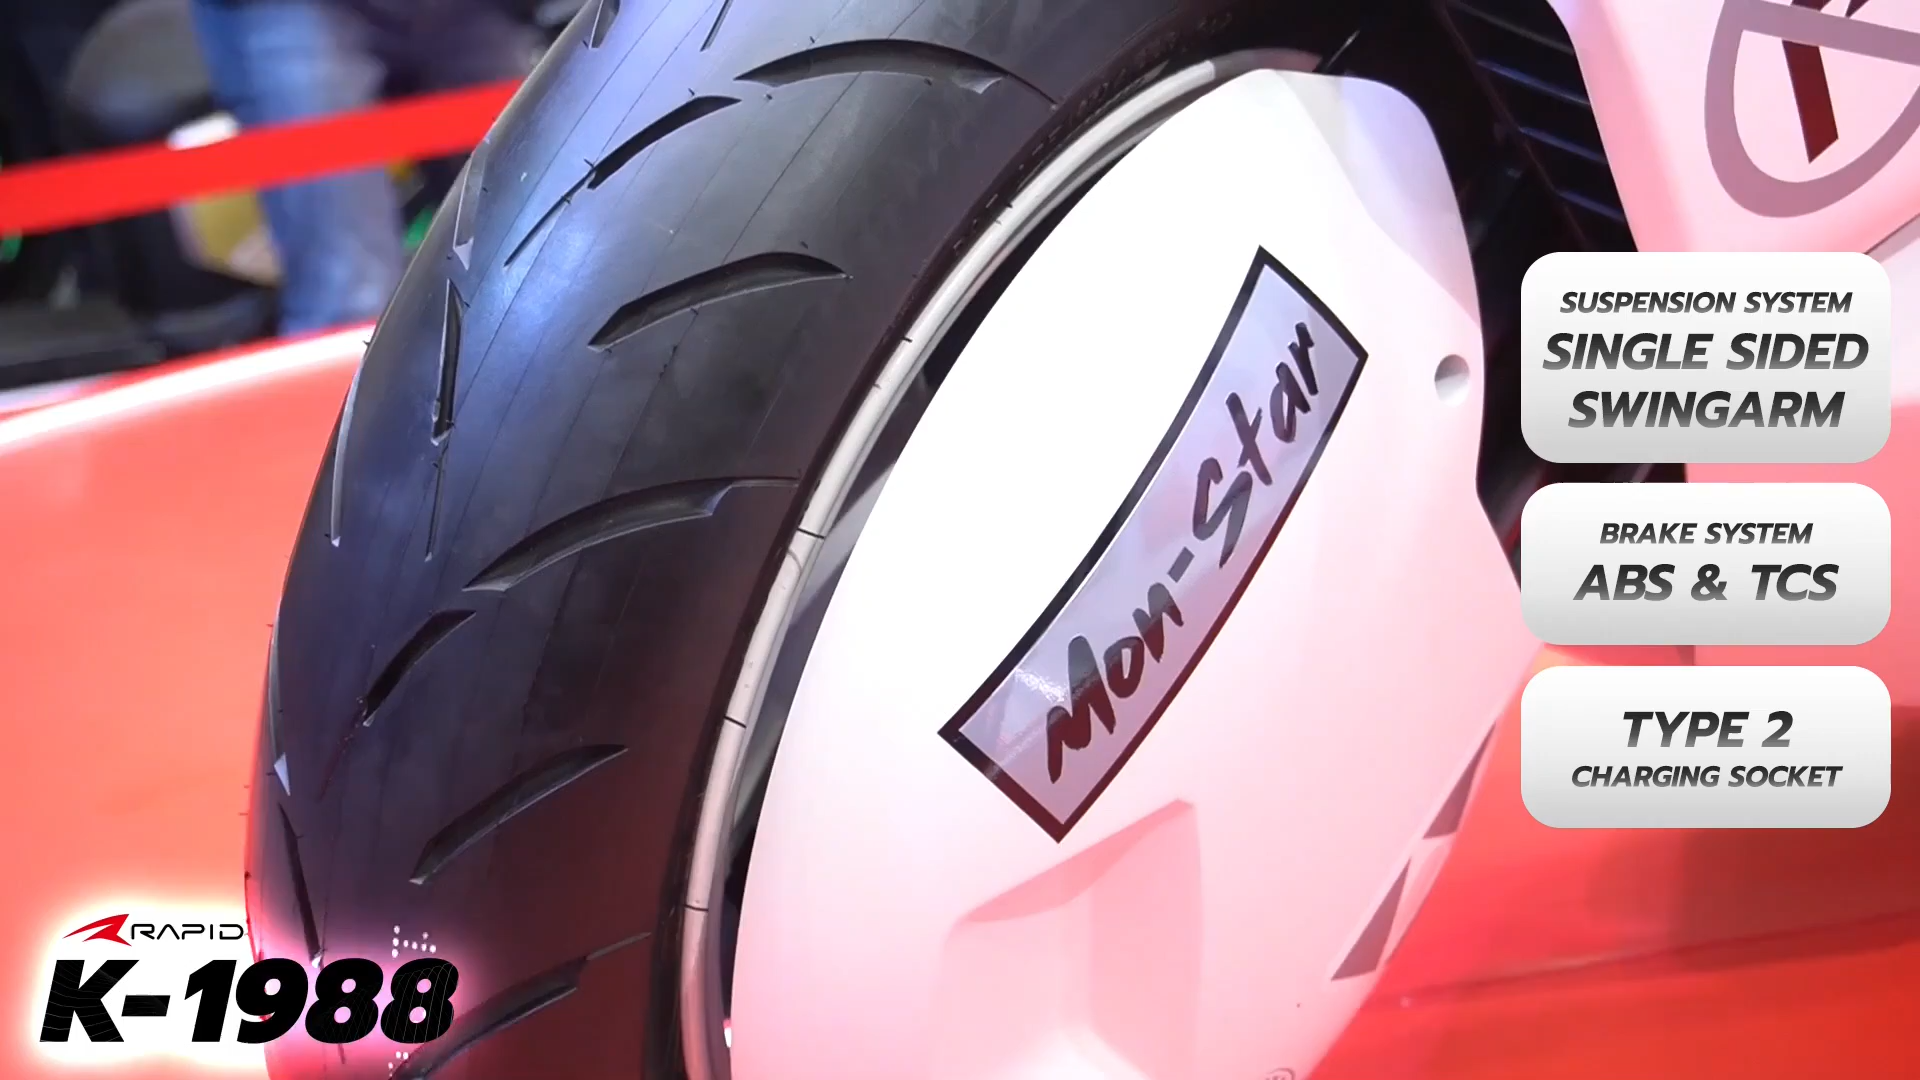 SUSPENSION SYSTEM
SINGLE SIDED
SWINGARM
BRAKE SYSTEM
ABS & TCS
TYPE 2
CHARGING SOCKET
Mon-Star
RAPID
K-1988